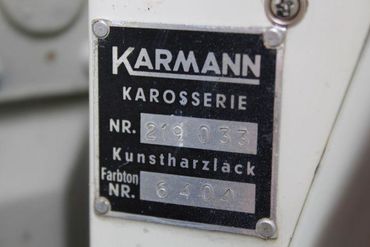 KARMANN
KAROSSERIE
NR. 219 033
Kunstharzlack
Farbton
NR. 6404